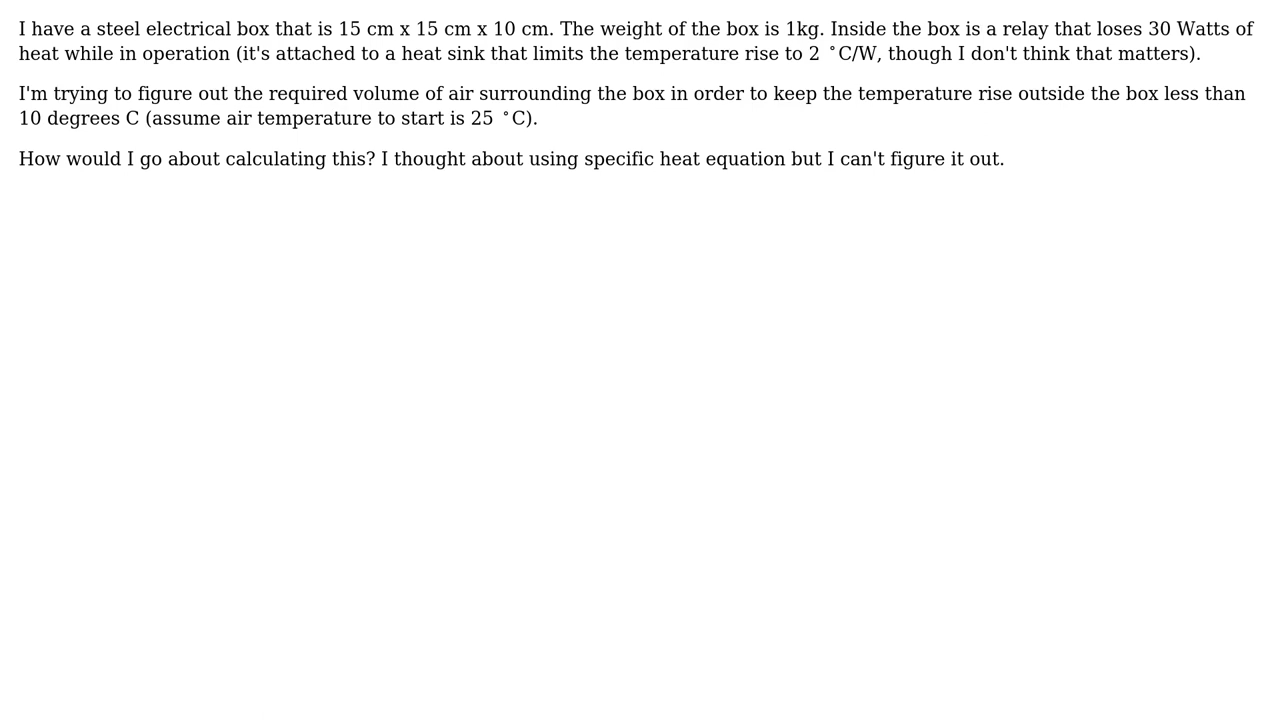 I have a steel electrical box that is 15 cm x 15 cm x 10 cm. The weight of the box is 1kg. Inside the box is a relay that loses 30 Watts of
heat while in operation (it's attached to a heat sink that limits the temperature rise to 2 ∘C/W, though I don't think that matters).
I'm trying to figure out the required volume of air surrounding the box in order to keep the temperature rise outside the box less than
10 degrees C (assume air temperature to start is 25 ∘C).
How would I go about calculating this? I thought about using specific heat equation but I can't figure it out.